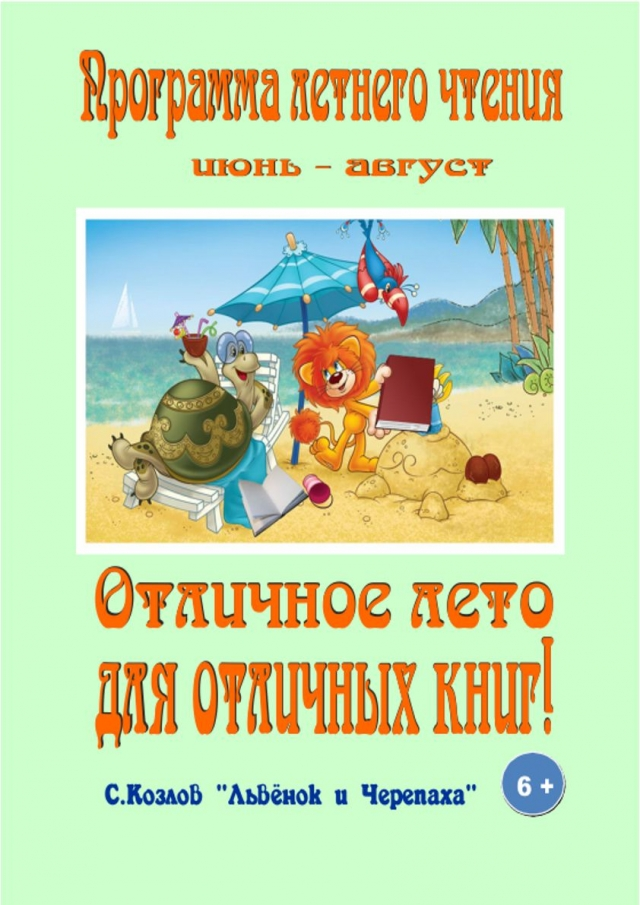 Программа летнего чтения
июнь - август
Отличное лето
для отличных книг!
С.Козлов "Львёнок и Черепаха"
6 +